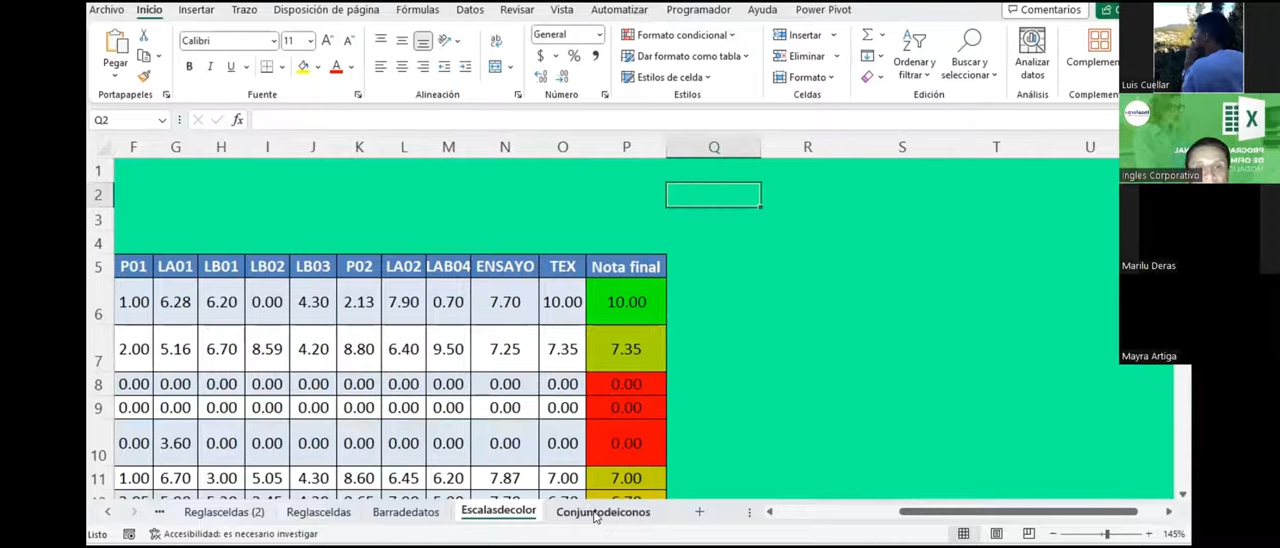 Archivo Inicio Insertar Trazo Disposición de página Fórmulas Datos Revisar Vista Automatizar Programador Ayuda Power Pivot Comentarios
Pegar
Portapapeles
Calibri 11
N K S
Fuente
Alineación
General
$ % 
Número
Formato condicional
Dar formato como tabla
Estilos de celda
Estilos
Insertar
Eliminar
Formato
Celdas
Ordenar y
filtrar
Buscar y
seleccionar
Edición
Analizar
datos
Análisis
Complemen
Complemen
Q2 fx
F G H I J K L M N O P Q R S T U
1
2
3
4
5 P01 LA01 LB01 LB02 LB03 P02 LA02 LAB04 ENSAYO TEX Nota final
6 1.00 6.28 6.20 0.00 4.30 2.13 7.90 0.70 7.70 10.00 10.00
7 2.00 5.16 6.70 8.59 4.20 8.80 6.40 9.50 7.25 7.35 7.35
8 0.00 0.00 0.00 0.00 0.00 0.00 0.00 0.00 0.00 0.00 0.00
9 0.00 0.00 0.00 0.00 0.00 0.00 0.00 0.00 0.00 0.00 0.00
10 0.00 3.60 0.00 0.00 0.00 0.00 0.00 0.00 0.00 0.00 0.00
11 1.00 6.70 3.00 5.05 4.30 8.60 6.45 6.20 7.87 7.00 7.00
Reglasceldas (2) Reglasceldas Barradedatos Escalasdecolor Conjuntodeiconos
Listo Accesibilidad: es necesario investigar 145%
Luis Cuellar
Ingles Corporativo
Marilu Deras
Mayra Artiga